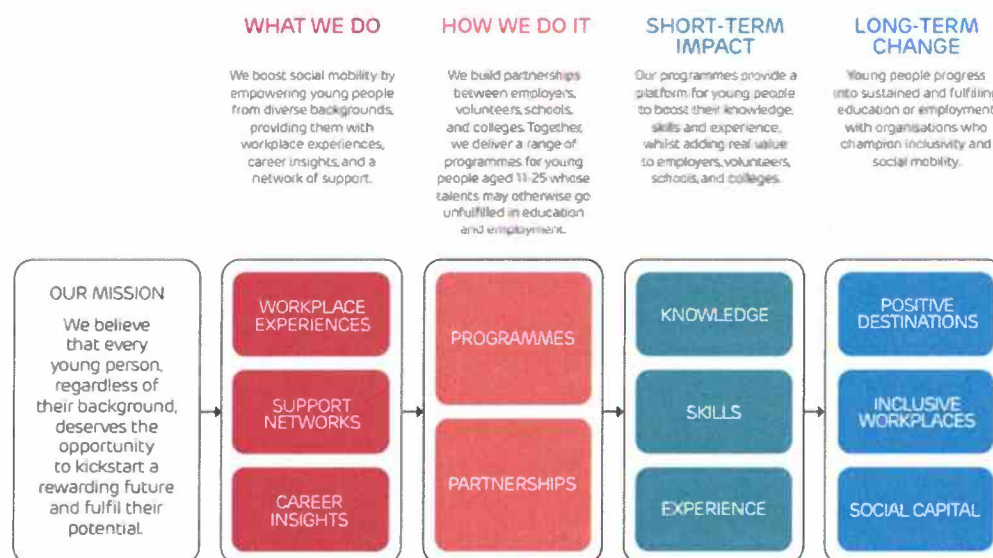 WHAT WE DO
We boost social mobility by
empowering young people
from diverse backgrounds,
providing them with
workplace experiences,
career insights, and a
network of support.
HOW WE DO IT
We build partnerships
between employers,
volunteers, schools,
and colleges. Together,
we deliver a range of
programmes for young
people aged 11-25 whose
talents may otherwise go
unfulfilled in education
and employment.
SHORT-TERM
IMPACT
Our programmes provide a
platform for young people
to boost their knowledge,
skills and experience,
whilst adding real value
to employers, volunteers,
schools, and colleges.
LONG-TERM
CHANGE
Young people progress
into sustained and fulfilling
education or employment
with organisations who
champion inclusivity and
social mobility.
OUR MISSION
We believe
that every
young person,
regardless of
their background,
deserves the
opportunity
to kickstart a
rewarding future
and fulfil their
potential.
WORKPLACE
EXPERIENCES
SUPPORT
NETWORKS
CAREER
INSIGHTS
PROGRAMMES
PARTNERSHIPS
KNOWLEDGE
SKILLS
EXPERIENCE
POSITIVE
DESTINATIONS
INCLUSIVE
WORKPLACES
SOCIAL CAPITAL